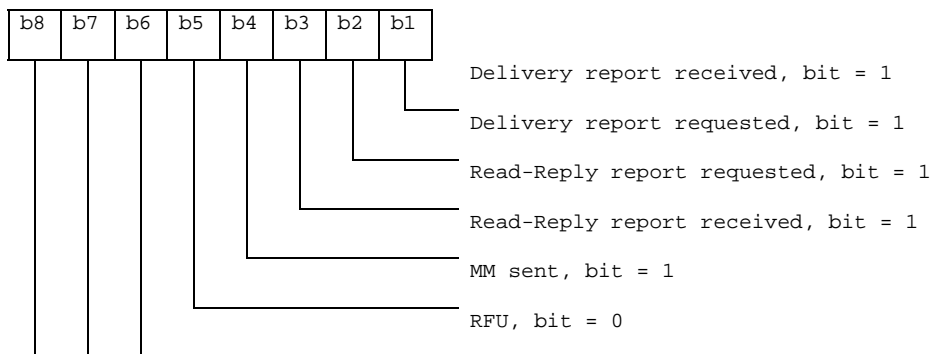 b8 b7 b6 b5 b4 b3 b2 b1
Delivery report received, bit = 1
Delivery report requested, bit = 1
Read-Reply report requested, bit = 1
Read-Reply report received, bit = 1
MM sent, bit = 1
RFU, bit = 0